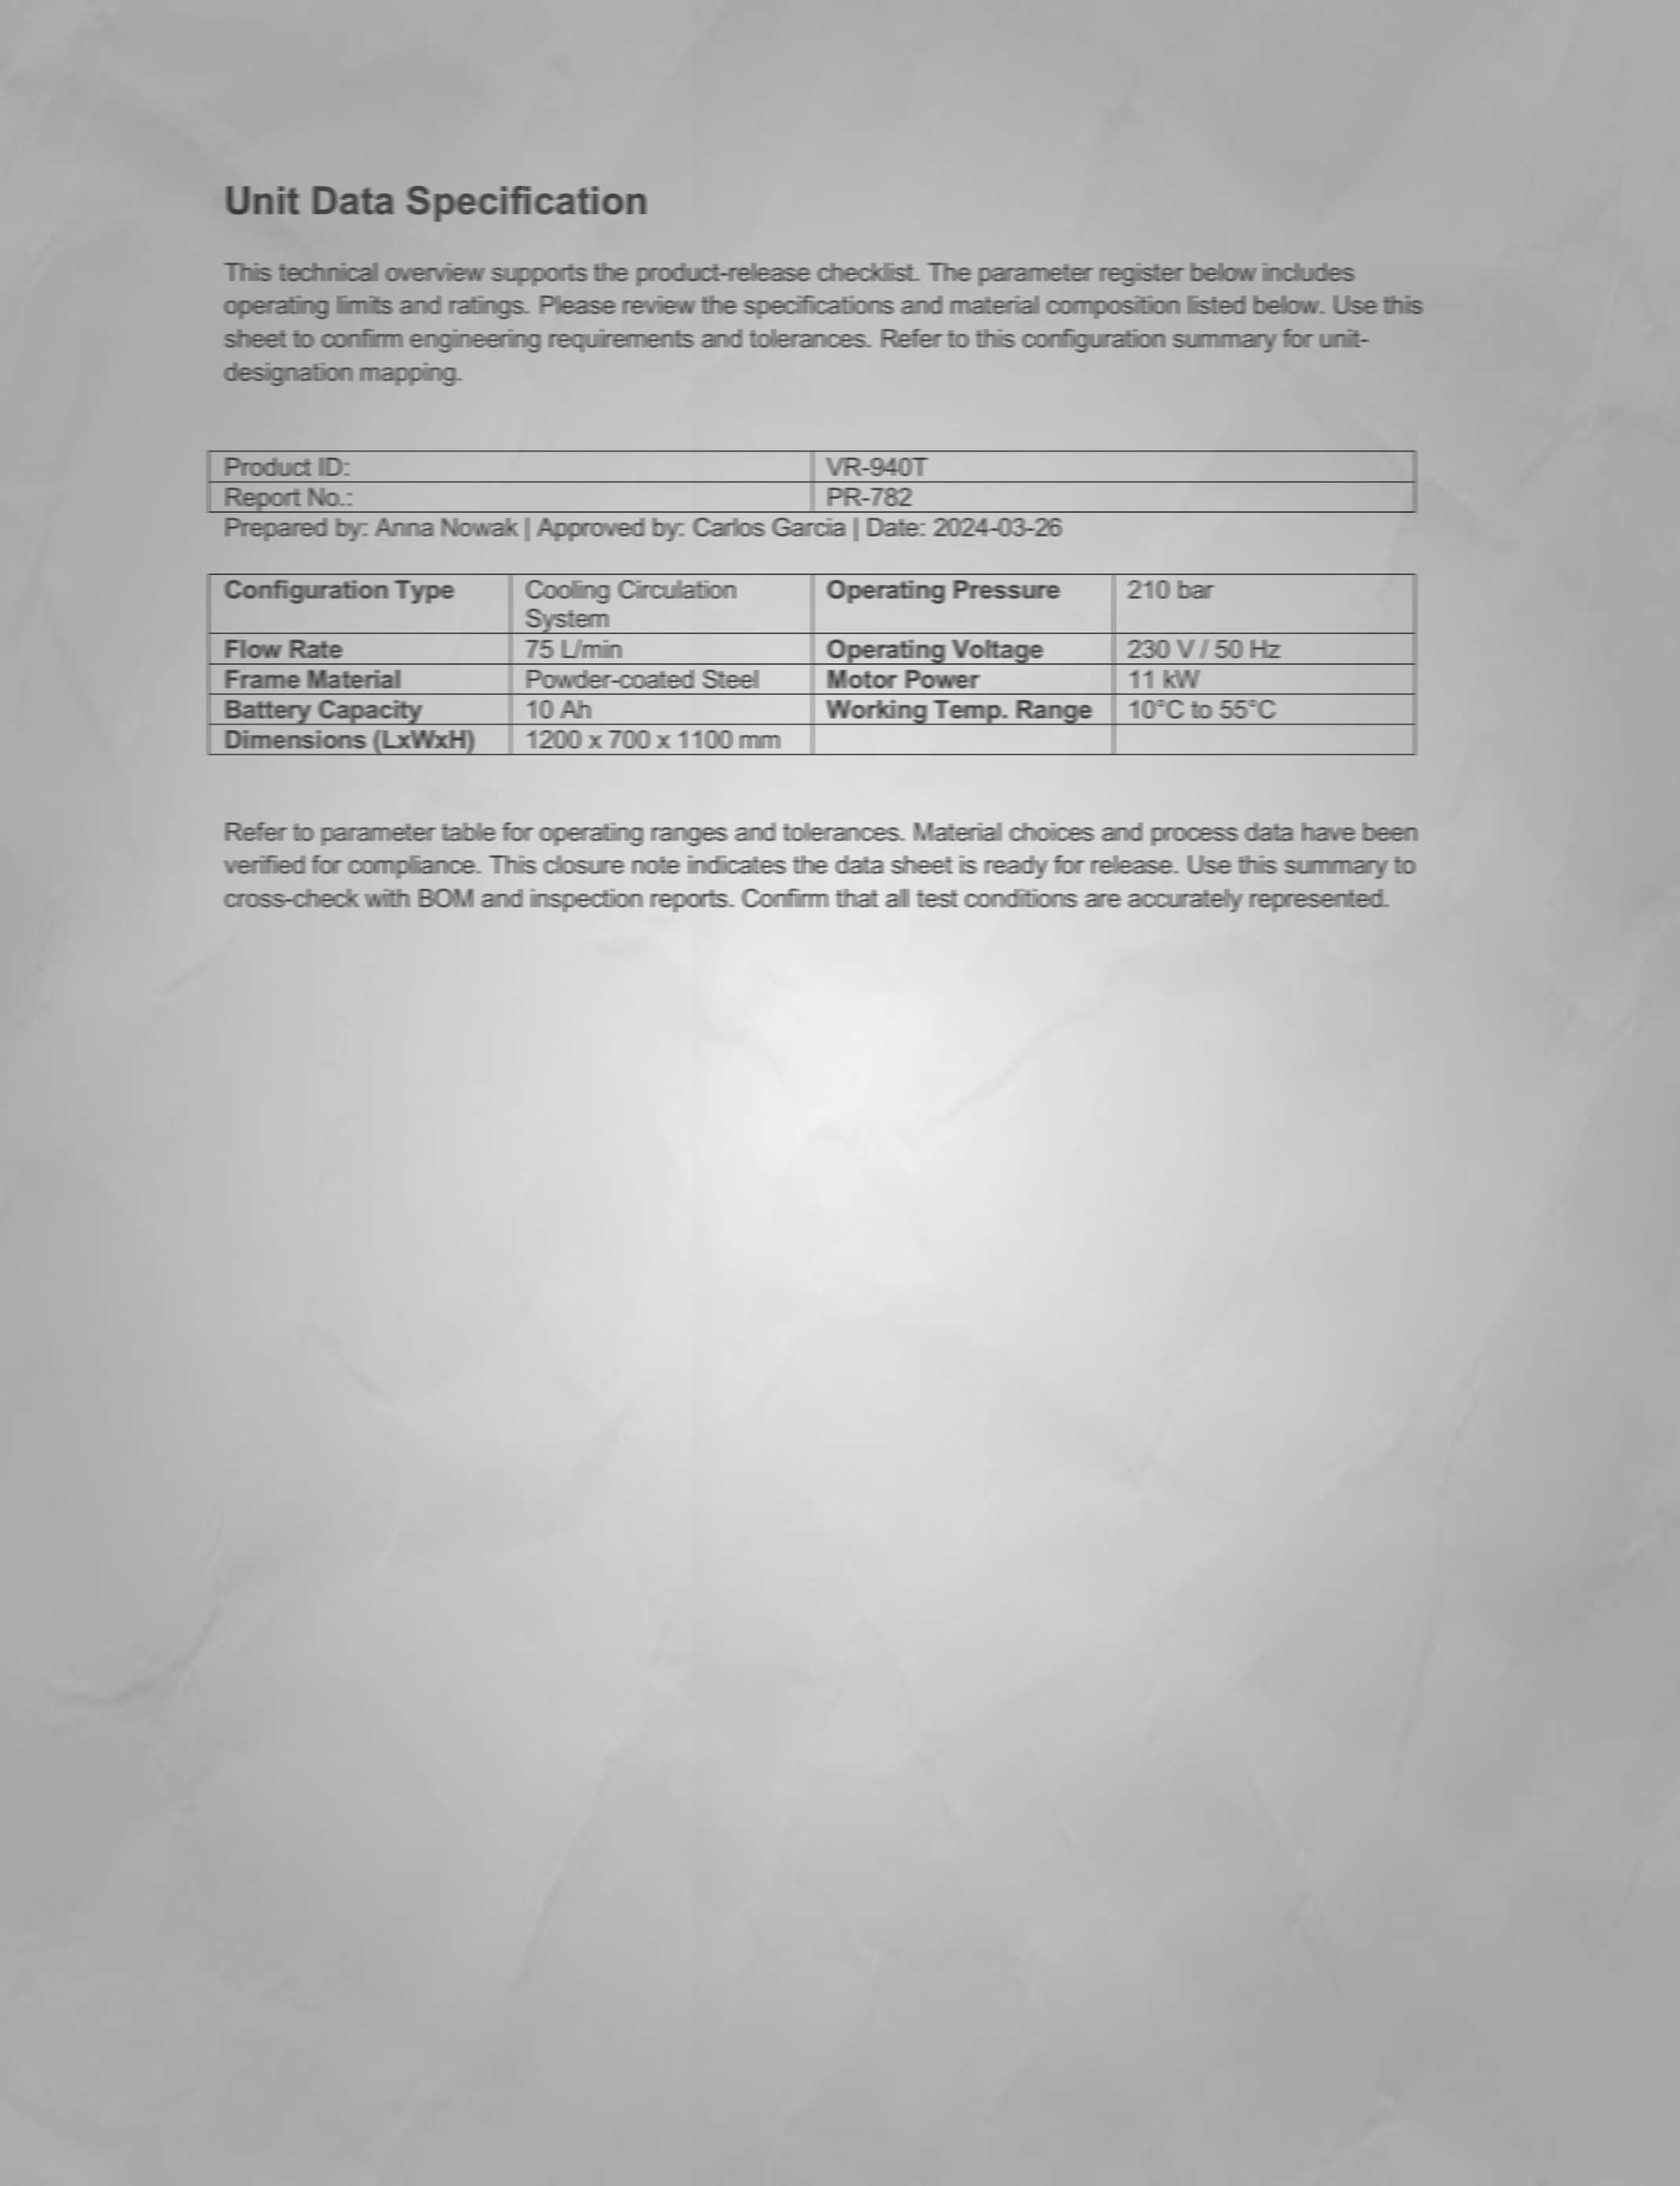 Unit Data Specification
This technical overview supports the product-release checklist. The parameter register below includes
operating limits and ratings. Please review the specifications and material composition listed below. Use this
sheet to confirm engineering requirements and tolerances. Refer to this configuration summary for unit-
designation mapping.
Product ID: VR-940T
Report No.: PR-782
Prepared by: Anna Nowak | Approved by: Carlos Garcia | Date: 2024-03-26
Configuration Type Cooling Circulation Operating Pressure 210 bar
System
Flow Rate 75 L/min Operating Voltage 230 V / 50 Hz
Frame Material Powder-coated Steel Motor Power 11 kW
Battery Capacity 10 Ah Working Temp. Range 10°C to 55°C
Dimensions (LxWxH) 1200 x 700 x 1100 mm
Refer to parameter table for operating ranges and tolerances. Material choices and process data have been
verified for compliance. This closure note indicates the data sheet is ready for release. Use this summary to
cross-check with BOM and inspection reports. Confirm that all test conditions are accurately represented.